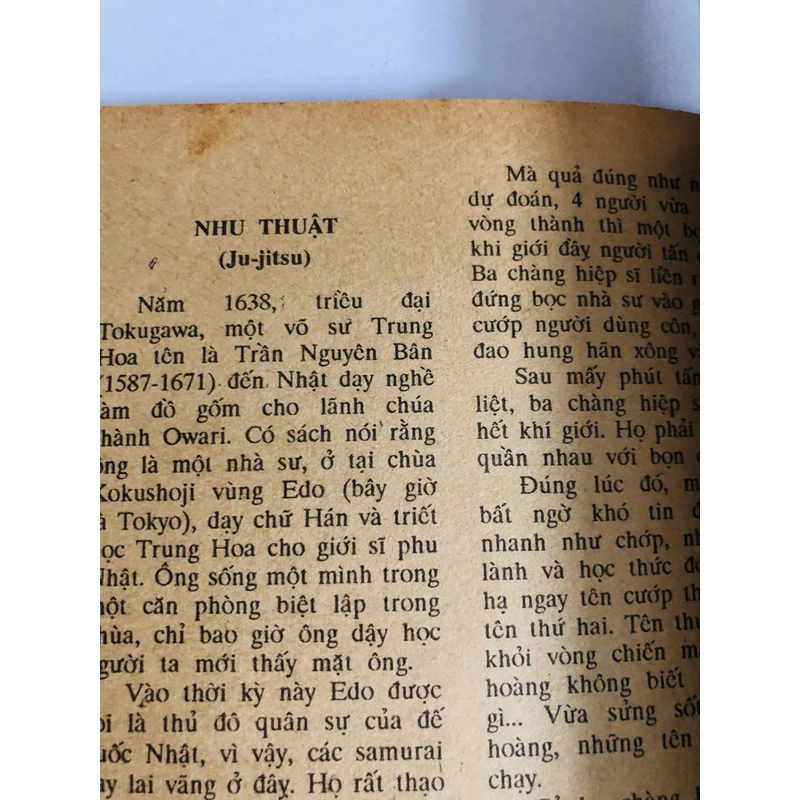 NHU THUẬT
(Ju-jitsu)
Năm 1638, triều đại
Tokugawa, một võ sư Trung
Hoa tên là Trần Nguyên Bân
(1587-1671) đến Nhật dạy nghề
làm đồ gốm cho lãnh chúa
thành Owari. Có sách nói rằng
ông là một nhà sư, ở tại chùa
Kokushoji vùng Edo (bây giờ
là Tokyo), dạy chữ Hán và triết
học Trung Hoa cho giới sĩ phu
Nhật. Ông sống một mình trong
một căn phòng biệt lập trong
chùa, chỉ bao giờ ông dậy học
người ta mới thấy mặt ông.
Vào thời kỳ này Edo được
là thủ đô quân sự của đế
quốc Nhật, vì vậy, các samurai
hay lai vãng ở đây. Họ rất thạo
Mà quả đúng như
dự đoán, 4 người vừa
vòng thành thì một
khi giới đầy người tấn
Ba chàng hiệp sĩ liền
đứng bọc nhà sư vào
cướp người dùng côn,
đao hung hãn xông
Sau mấy phút
liệt, ba chàng hiệp
hết khí giới. Họ phải
quần nhau với bọn
Đúng lúc đó,
bất ngờ khó tin
nhanh như chớp,
lành và học thức
hạ ngay tên cướp
tên thứ hai. Tên
khỏi vòng chiến
hoàng không biết
gì... Vừa sửng
hoàng, những tên
chạy.